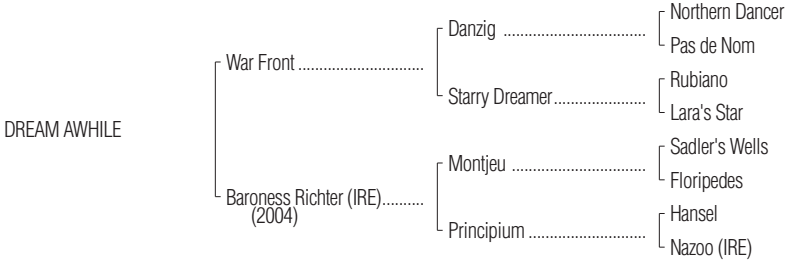 Northern Dancer
Danzig ..................................
Pas de Nom
War Front ..............................
Rubiano
Starry Dreamer......................
Lara's Star
DREAM AWHILE
Sadler's Wells
Montjeu ................................
Floripedes
Baroness Richter (IRE)..........
(2004)
Hansel
Principium ............................
Nazoo (IRE)